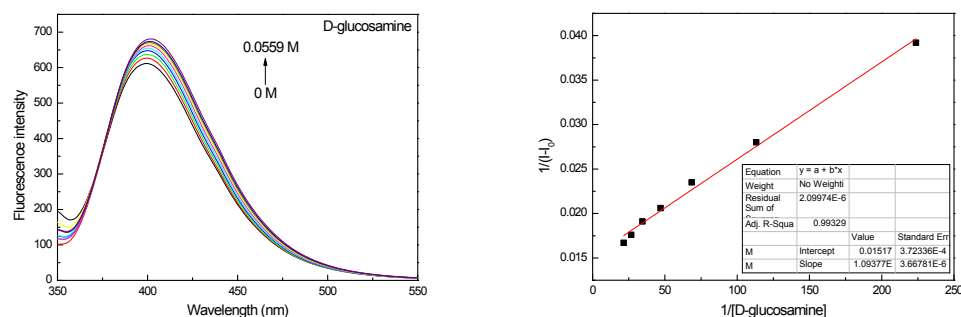 D-glucosamine
0.0559 M
0 M
Fluorescence intensity
700
600
500
400
300
200
100
0
350
400
450
500
550
Wavelength (nm)
1/(I-I0)
0.040
0.035
0.030
0.025
0.020
0.015
Equation y = a + b*x
Weight No Weighti
Residual 2.09974E-6
Sum of
Adj. R-Squa 0.99329
Value Standard Err
M Intercept 0.01517 3.72336E-4
M Slope 1.09377E 3.66781E-6
0
50
100
150
200
250
1/[D-glucosamine]